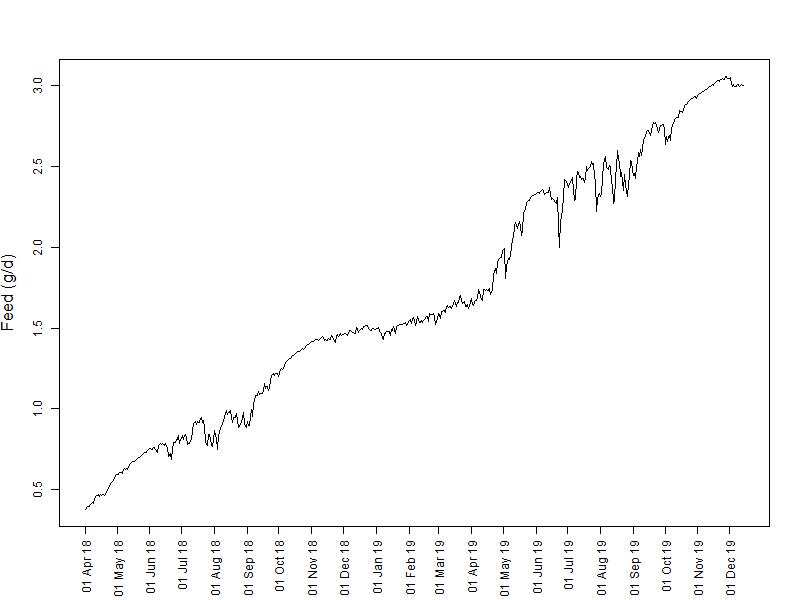 Feed (g/d)
3.0
2.5
2.0
1.5
1.0
0.5
01 Apr 18
01 May 18
01 Jun 18
01 Jul 18
01 Aug 18
01 Sep 18
01 Oct 18
01 Nov 18
01 Dec 18
01 Jan 19
01 Feb 19
01 Mar 19
01 Apr 19
01 May 19
01 Jun 19
01 Jul 19
01 Aug 19
01 Sep 19
01 Oct 19
01 Nov 19
01 Dec 19